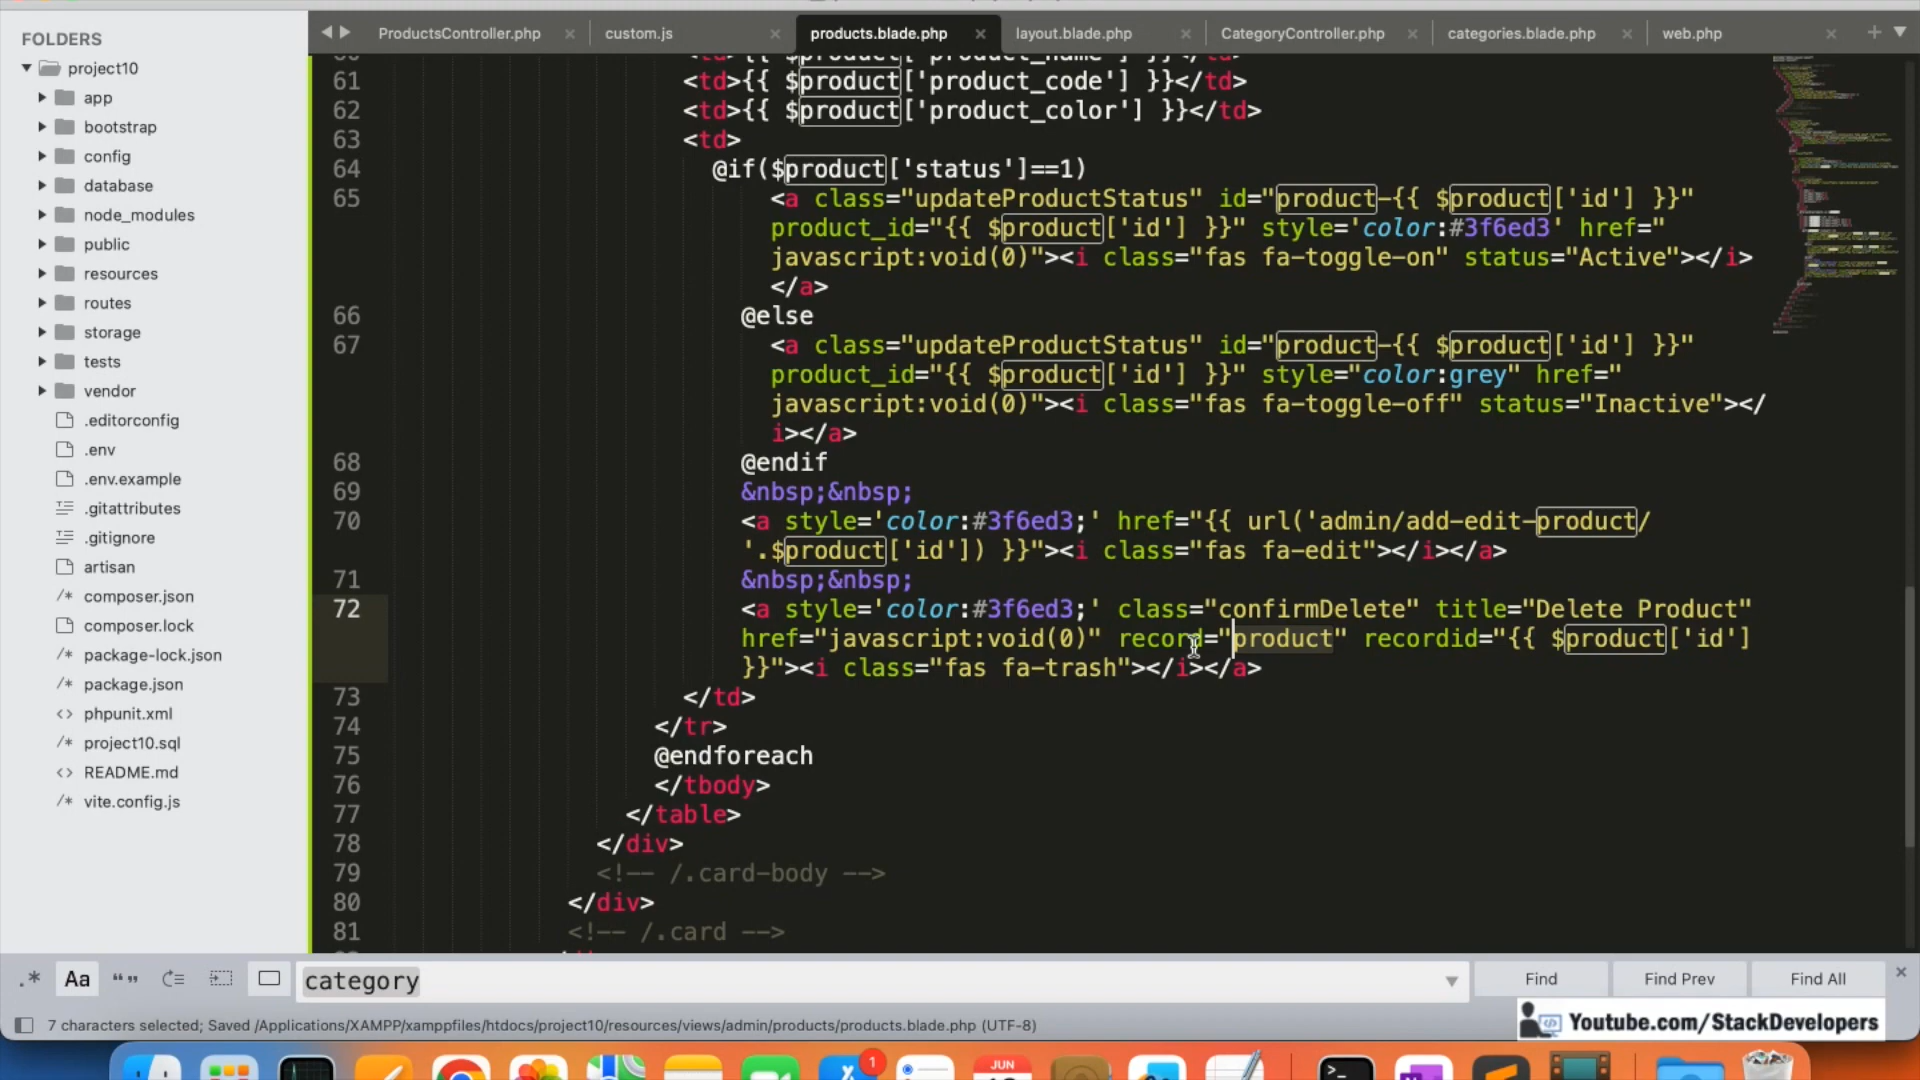 FOLDERS
project10
app
bootstrap
config
database
node_modules
public
resources
routes
storage
tests
vendor
.editorconfig
.env
.env.example
.gitattributes
.gitignore
artisan
composer.json
composer.lock
package-lock.json
package.json
phpunit.xml
project10.sql
README.md
vite.config.js
ProductsController.php
custom.js
products.blade.php
layout.blade.php
CategoryController.php
categories.blade.php
web.php
60 <td>{{ $product['product_name'] }}</td>
61 <td>{{ $product['product_code'] }}</td>
62 <td>{{ $product['product_color'] }}</td>
63 <td>
64 @if($product['status']==1)
65 <a class="updateProductStatus" id="product-{{ $product['id'] }}"
product_id="{{ $product['id'] }}" style='color:#3f6ed3' href="
javascript:void(0)"><i class="fas fa-toggle-on" status="Active"></i>
</a>
66 @else
67 <a class="updateProductStatus" id="product-{{ $product['id'] }}"
product_id="{{ $product['id'] }}" style="color:grey" href="
javascript:void(0)"><i class="fas fa-toggle-off" status="Inactive"></
i></a>
68 @endif
69 &nbsp;&nbsp;
70 <a style='color:#3f6ed3;' href="{{ url('admin/add-edit-product/
'.$product['id']) }}"><i class="fas fa-edit"></i></a>
71 &nbsp;&nbsp;
72 <a style='color:#3f6ed3;' class="confirmDelete" title="Delete Product"
href="javascript:void(0)" record="product" recordid="{{ $product['id']
}}"><i class="fas fa-trash"></i></a>
73 </td>
74 </tr>
75 @endforeach
76 </tbody>
77 </table>
78 </div>
79 <!-- /.card-body -->
80 </div>
81 <!-- /.card -->
.* Aa “” category Find Find Prev Find All
7 characters selected; Saved /Applications/XAMPP/xamppfiles/htdocs/project10/resources/views/admin/products/products.blade.php (UTF-8)
Youtube.com/StackDevelopers
1
JUN